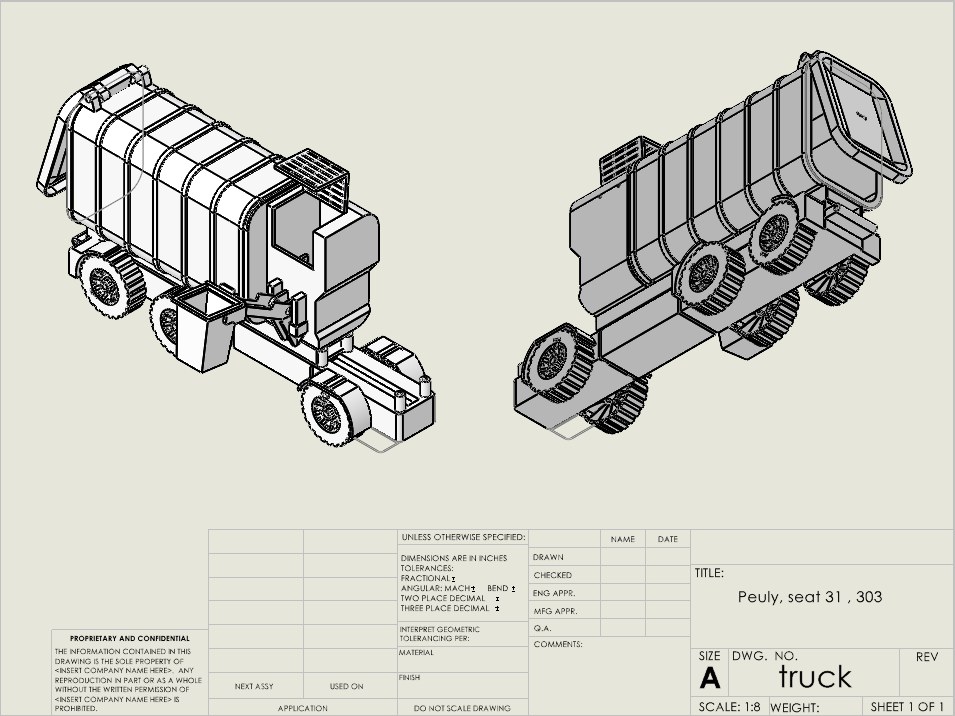 UNLESS OTHERWISE SPECIFIED:
DIMENSIONS ARE IN INCHES
TOLERANCES:
FRACTIONAL ±
ANGULAR: MACH ± BEND ±
TWO PLACE DECIMAL ±
THREE PLACE DECIMAL ±
INTERPRET GEOMETRIC
TOLERANCING PER:
MATERIAL
FINISH
DO NOT SCALE DRAWING
NAME DATE
DRAWN
CHECKED
ENG APPR.
MFG APPR.
Q.A.
COMMENTS:
TITLE:
Peuly, seat 31 , 303
SIZE DWG. NO. REV
A truck
SCALE: 1:8 WEIGHT: SHEET 1 OF 1
PROPRIETARY AND CONFIDENTIAL
THE INFORMATION CONTAINED IN THIS
DRAWING IS THE SOLE PROPERTY OF
<INSERT COMPANY NAME HERE>. ANY
REPRODUCTION IN PART OR AS A WHOLE
WITHOUT THE WRITTEN PERMISSION OF
<INSERT COMPANY NAME HERE> IS
PROHIBITED.
NEXT ASSY USED ON
APPLICATION